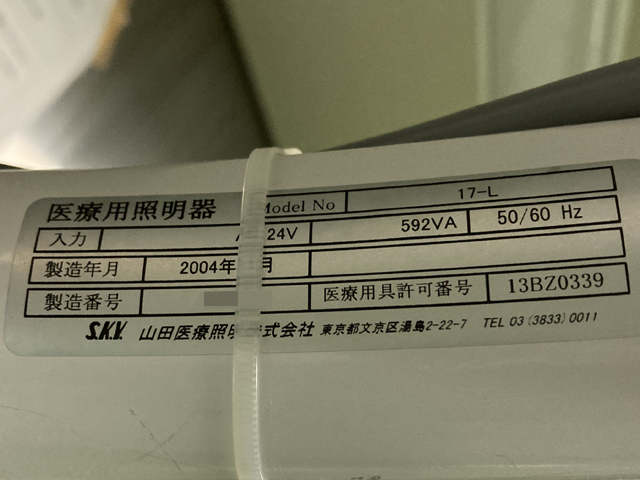 医療用照明器 Model No 17-L
入力 A 24V 592VA 50/60 Hz
製造年月 2004年 月
製造番号 医療用具許可番号 13BZ0339
S.K.Y. 山田医療照明 式会社 東京都文京区湯島2-22-7 TEL 03(3833)0011